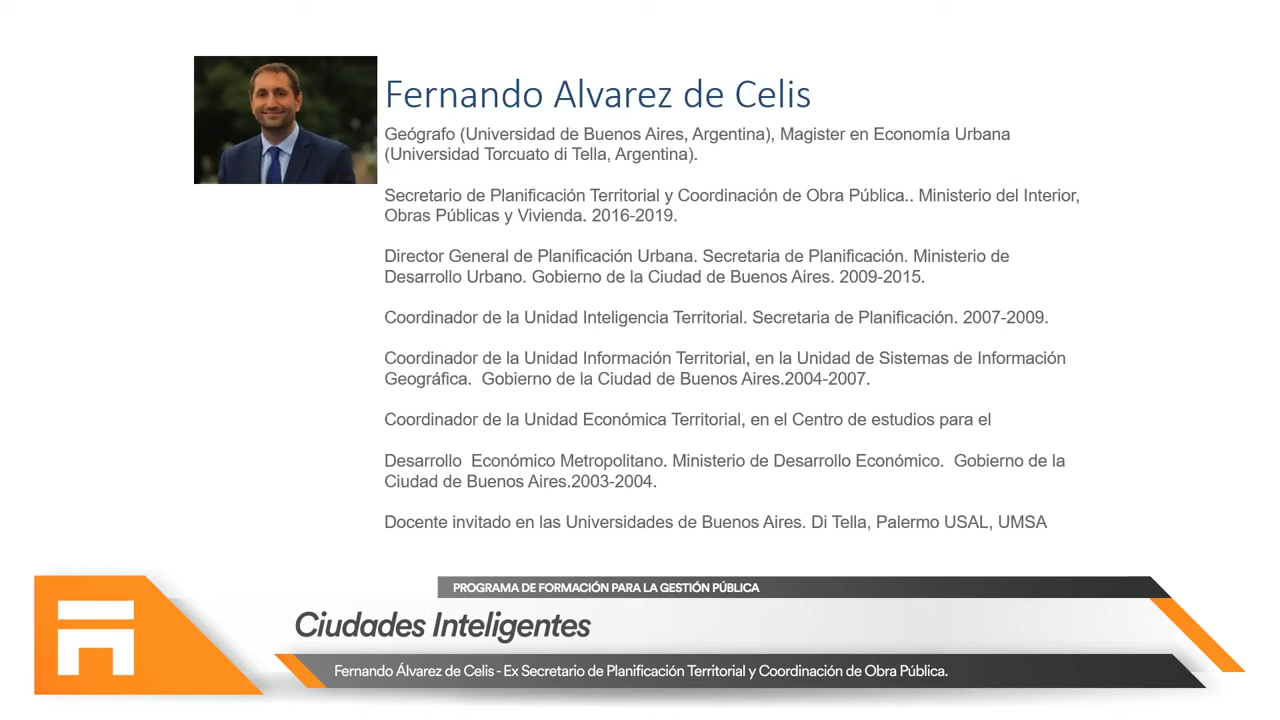 Fernando Alvarez de Celis
Geógrafo (Universidad de Buenos Aires, Argentina), Magister en Economía Urbana
(Universidad Torcuato di Tella, Argentina).
Secretario de Planificación Territorial y Coordinación de Obra Pública.. Ministerio del Interior,
Obras Públicas y Vivienda. 2016-2019.
Director General de Planificación Urbana. Secretaria de Planificación. Ministerio de
Desarrollo Urbano. Gobierno de la Ciudad de Buenos Aires. 2009-2015.
Coordinador de la Unidad Inteligencia Territorial. Secretaria de Planificación. 2007-2009.
Coordinador de la Unidad Información Territorial, en la Unidad de Sistemas de Información
Geográfica.  Gobierno de la Ciudad de Buenos Aires.2004-2007.
Coordinador de la Unidad Económica Territorial, en el Centro de estudios para el
Desarrollo  Económico Metropolitano. Ministerio de Desarrollo Económico.  Gobierno de la
Ciudad de Buenos Aires.2003-2004.
Docente invitado en las Universidades de Buenos Aires. Di Tella, Palermo USAL, UMSA
PROGRAMA DE FORMACIÓN PARA LA GESTIÓN PÚBLICA
Ciudades Inteligentes
Fernando Álvarez de Celis - Ex Secretario de Planificación Territorial y Coordinación de Obra Pública.